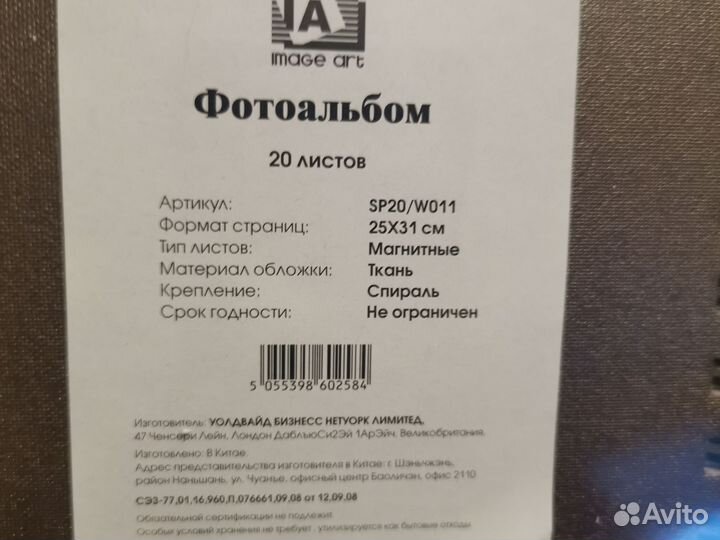 IA
IMAGE art
Фотоальбом
20 листов
Артикул: SP20/W011
Формат страниц: 25X31 см
Тип листов: Магнитные
Материал обложки: Ткань
Крепление: Спираль
Срок годности: Не ограничен
5 055398 602584
Изготовитель: УОЛДВАЙД БИЗНЕСС НЕТУОРК ЛИМИТЕД,
47 Ченсери Лейн, Лондон ДаблъюСи2Эй 1АрЭйч, Великобритания.
Изготовлено: В Китае.
Адрес представительства изготовителя в Китае: г. Шэньчжэнь,
район Наньшань, ул. Чуанье, офисный центр Баоличэн, офис 2110
СЭЗ-77,01,16,960,П,076661,09,08 от 12.09.08
Обязательной сертификации не подлежит.
Особых условий хранения не требует, утилизируется как бытовые отходы
Avito